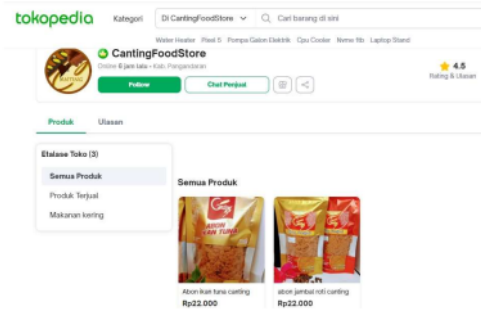 tokopedia Kategori Di CantingFoodStore Cari barang di sini
Water Heater Pixel 5 Pompa Galon Elektrik Cpu Cooler Nvme 1tb Laptop Stand
CantingFoodStore
Online 6 jam lalu • Kab. Pangandaran
Follow Chat Penjual
4.5
Rating & Ulasan
Produk Ulasan
Etalase Toko (3)
Semua Produk
Produk Terjual
Makanan kering
Semua Produk
ABON
IKAN TUNA
Abon ikan tuna canting
Rp22.000
abon jambal roti canting
Rp22.000